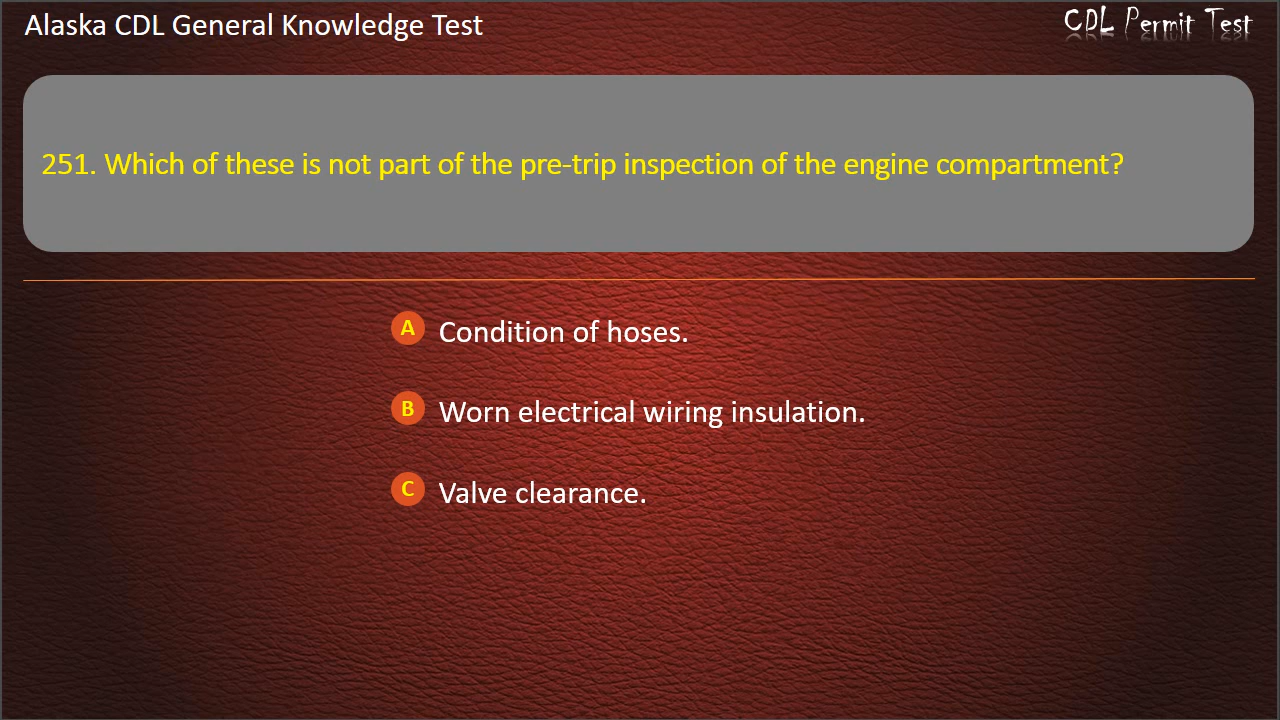 Alaska CDL General Knowledge Test
CDL Permit Test
251. Which of these is not part of the pre-trip inspection of the engine compartment?
A Condition of hoses.
B Worn electrical wiring insulation.
C Valve clearance.